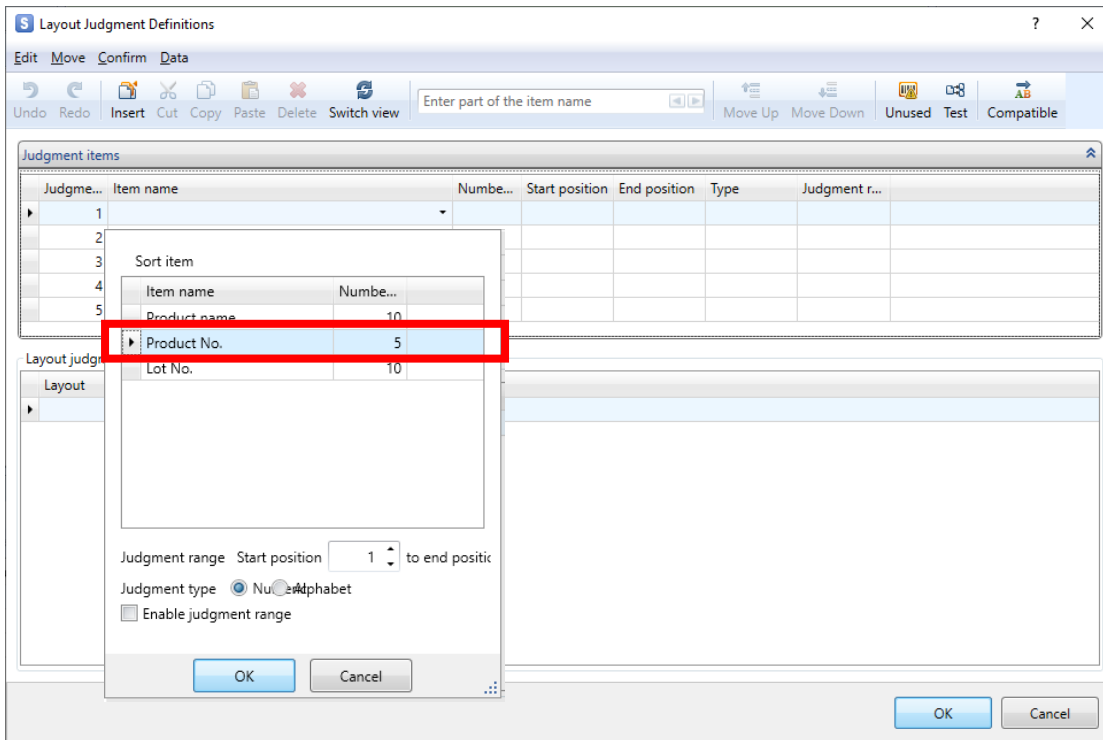 S Layout Judgment Definitions ?
Edit Move Confirm Data
Undo Redo Insert Cut Copy Paste Delete Switch view Enter part of the item name Move Up Move Down Unused Test AB Compatible
Judgment items
Judgme... Item name Numbe... Start position End position Type Judgment r...
1
2
3
4
5
Sort item
Item name Numbe...
Product name 10
Product No. 5
Lot No. 10
Layout judgr
Layout
Judgment range Start position 1 to end positic
Judgment type Alphabet
Enable judgment range
OK Cancel
OK Cancel